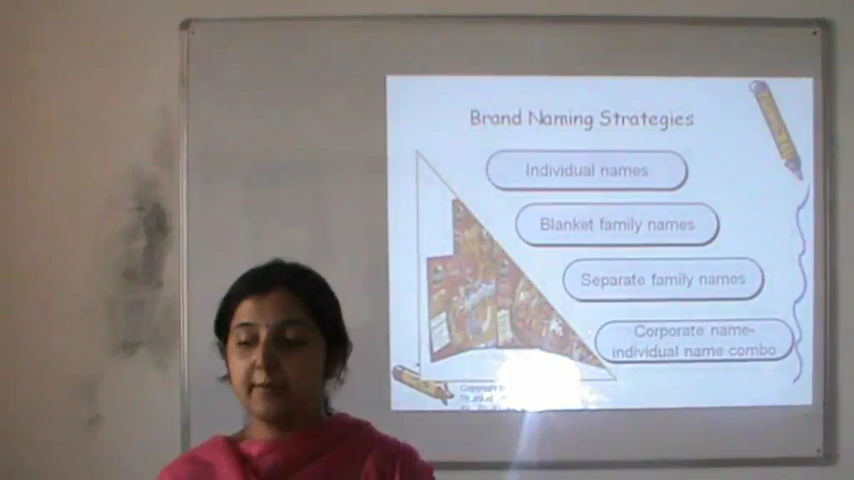 Brand Naming Strategies
Individual names
Blanket family names
Separate family names
Corporate name-
individual name combo